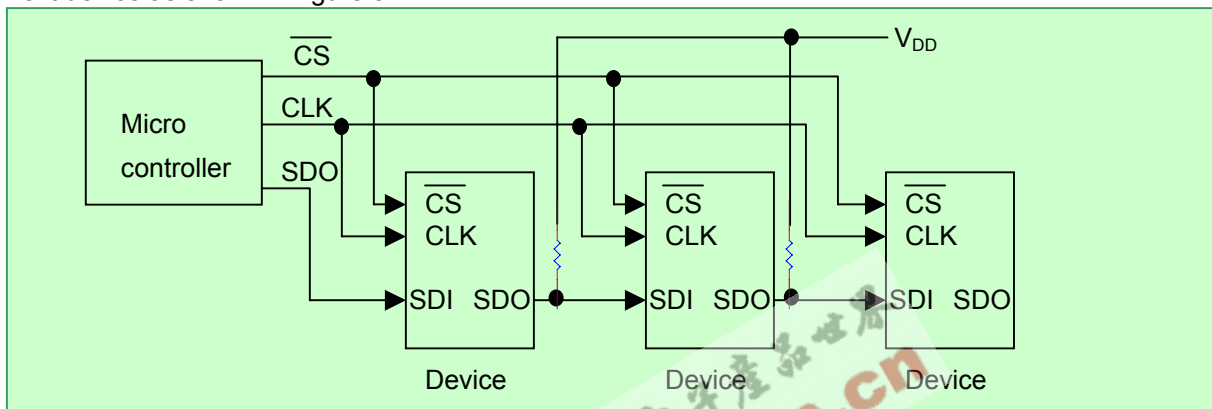 CS
V_DD
CLK
Micro
controller
SDO
CS
CLK
SDI SDO
Device
CS
CLK
SDI SDO
Device
CS
CLK
SDI SDO
Device
.cn